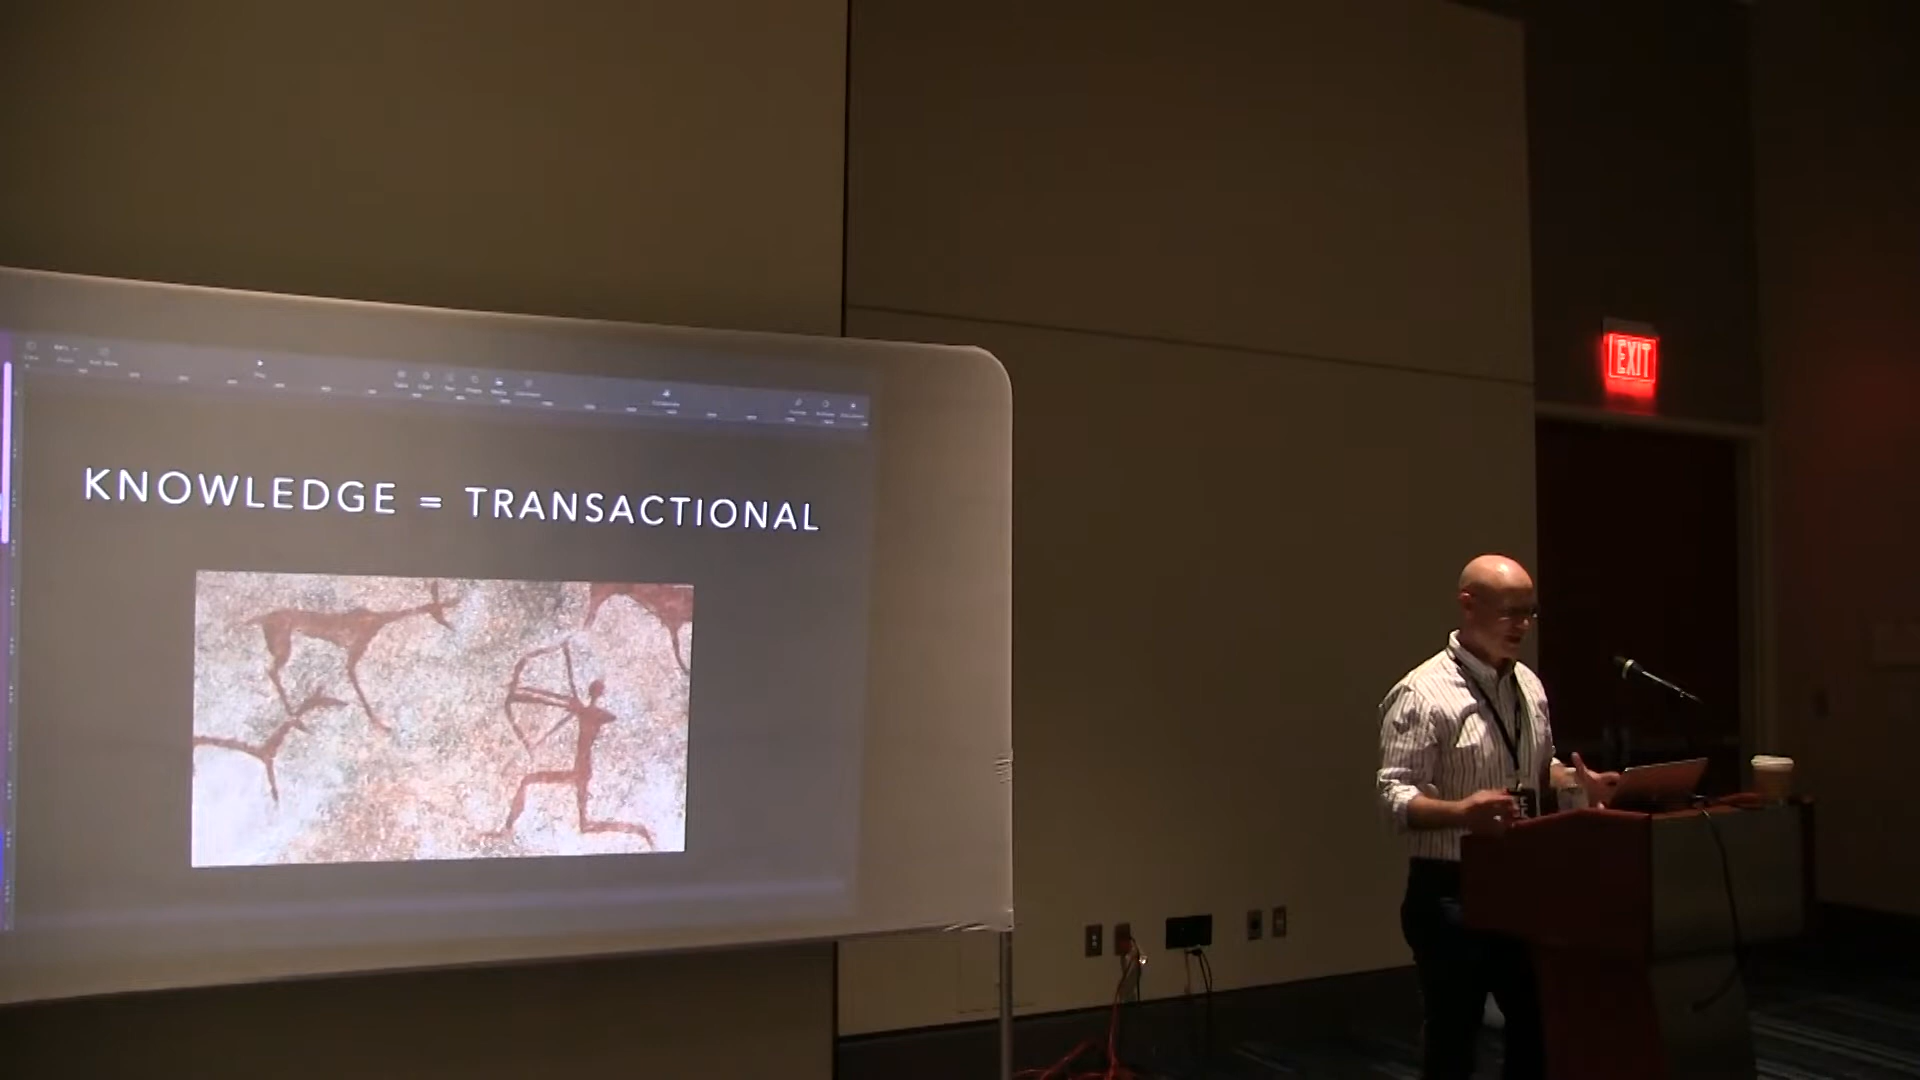 KNOWLEDGE = TRANSACTIONAL
EXIT